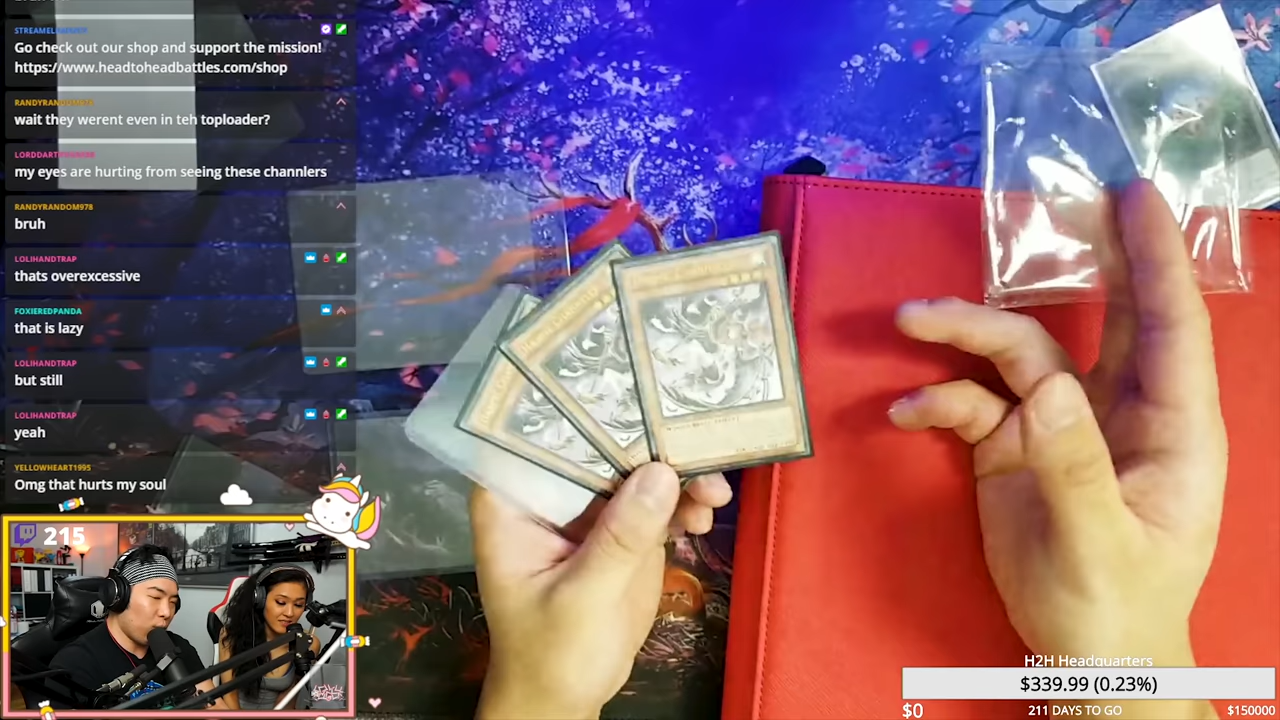 Go check out our shop and support the mission!
https://www.headtoheadbattles.com/shop
wait they werent even in teh toploader?
my eyes are hurting from seeing these channlers
RANDYRANDOM978
bruh
LOLIHANDTRAP
thats overexcessive
FOXIEREDPANDA
that is lazy
LOLIHANDTRAP
but still
LOLIHANDTRAP
yeah
YELLOWHEART1995
Omg that hurts my soul
215
H2H Headquarters
$339.99 (0.23%)
$0
211 DAYS TO GO
$150000